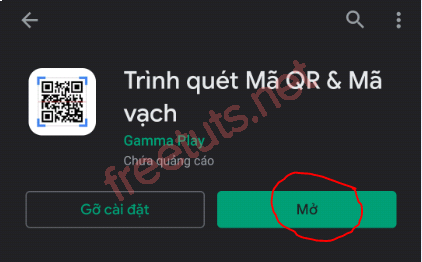 Trình quét Mã QR & Mã
vạch
Gamma Play
Chứa quảng cáo
freetuts.net
Gỡ cài đặt
Mở